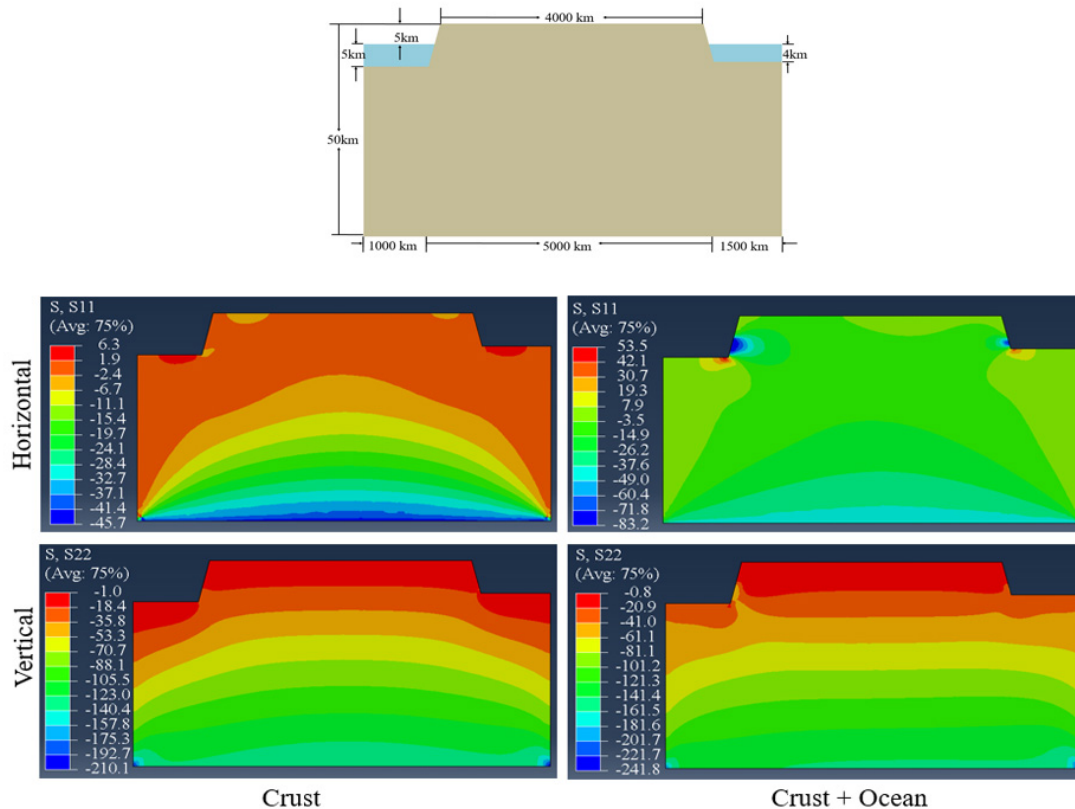 4000 km
5km
5km
4km
50km
1000 km
5000 km
1500 km
Horizontal
S, S11
(Avg: 75%)
6.3
1.9
-2.4
-6.7
-11.1
-15.4
-19.7
-24.1
-28.4
-32.7
-37.1
-41.4
-45.7
S, S11
(Avg: 75%)
53.5
42.1
30.7
19.3
7.9
-3.5
-14.9
-26.2
-37.6
-49.0
-60.4
-71.8
-83.2
Vertical
S, S22
(Avg: 75%)
-1.0
-18.4
-35.8
-53.3
-70.7
-88.1
-105.5
-123.0
-140.4
-157.8
-175.3
-192.7
-210.1
S, S22
(Avg: 75%)
-0.8
-20.9
-41.0
-61.1
-81.1
-101.2
-121.3
-141.4
-161.5
-181.6
-201.7
-221.7
-241.8
Crust
Crust + Ocean